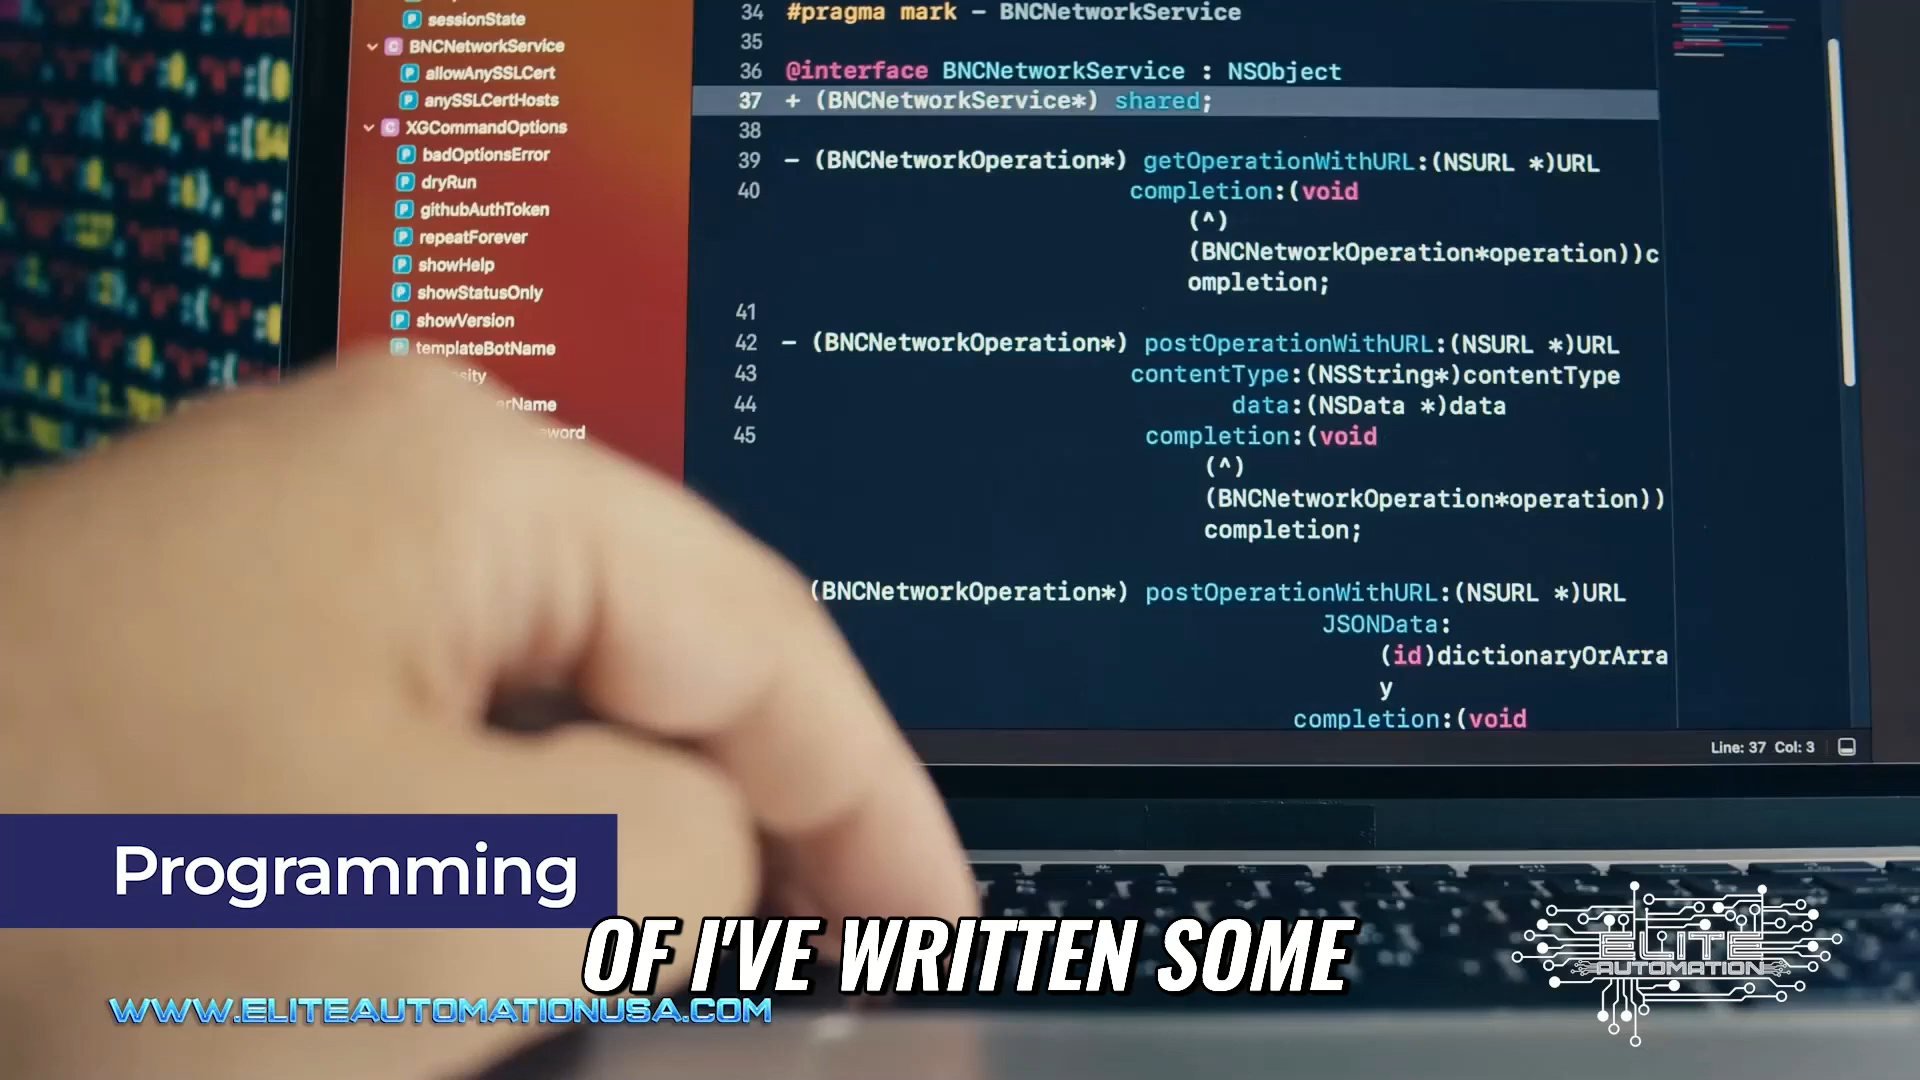 sessionState
BNCNetworkService
allowAnySSLCert
anySSLCertHosts
XGCommandOptions
badOptionsError
dryRun
githubAuthToken
repeatForever
showHelp
showStatusOnly
showVersion
templateBotName
34 #pragma mark – BNCNetworkService
35
36 @interface BNCNetworkService : NSObject
37 + (BNCNetworkService*) shared;
38
39 – (BNCNetworkOperation*) getOperationWithURL:(NSURL *)URL
40 completion:(void
(^)
(BNCNetworkOperation*operation))c
ompletion;
41
42 – (BNCNetworkOperation*) postOperationWithURL:(NSURL *)URL
43 contentType:(NSString*)contentType
44 data:(NSData *)data
45 completion:(void
(^)
(BNCNetworkOperation*operation))
completion;
(BNCNetworkOperation*) postOperationWithURL:(NSURL *)URL
JSONData:
(id)dictionaryOrArra
y
completion:(void
Line: 37 Col: 3
Programming
OF I'VE WRITTEN SOME
WWW.ELITEAUTOMATIONUSA.COM
ELITE
AUTOMATION